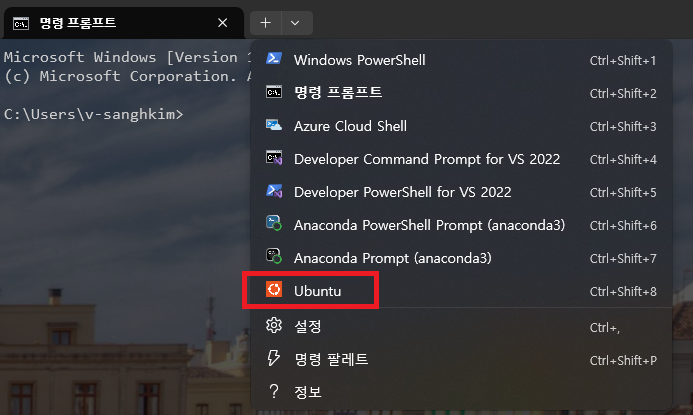 명령 프롬프트
Microsoft Windows [Version
(c) Microsoft Corporation.
C:\Users\v-sanghkim>
Windows PowerShell Ctrl+Shift+1
명령 프롬프트 Ctrl+Shift+2
Azure Cloud Shell Ctrl+Shift+3
Developer Command Prompt for VS 2022 Ctrl+Shift+4
Developer PowerShell for VS 2022 Ctrl+Shift+5
Anaconda PowerShell Prompt (anaconda3) Ctrl+Shift+6
Anaconda Prompt (anaconda3) Ctrl+Shift+7
Ubuntu Ctrl+Shift+8
설정 Ctrl+,
명령 팔레트 Ctrl+Shift+P
정보